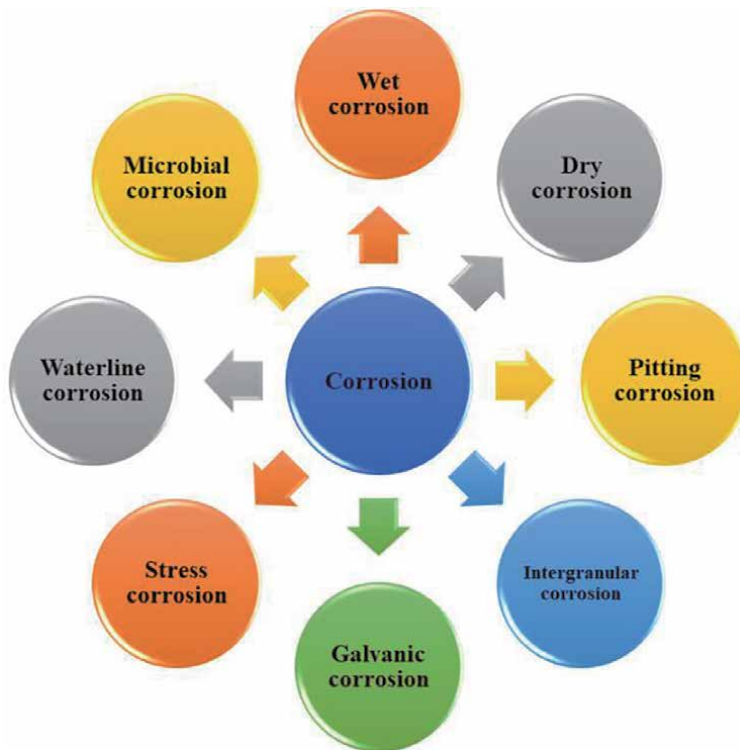 Wet
corrosion
Dry
corrosion
Pitting
corrosion
Intergranular
corrosion
Galvanic
corrosion
Stress
corrosion
Waterline
corrosion
Microbial
corrosion
Corrosion